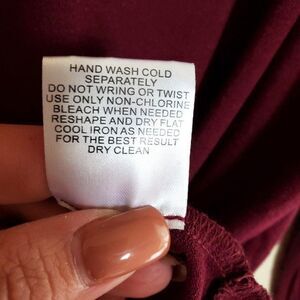 HAND WASH COLD
SEPARATELY
DO NOT WRING OR TWIST
USE ONLY NON-CHLORINE
BLEACH WHEN NEEDED
RESHAPE AND DRY FLAT
COOL IRON AS NEEDED
FOR THE BEST RESULT
DRY CLEAN